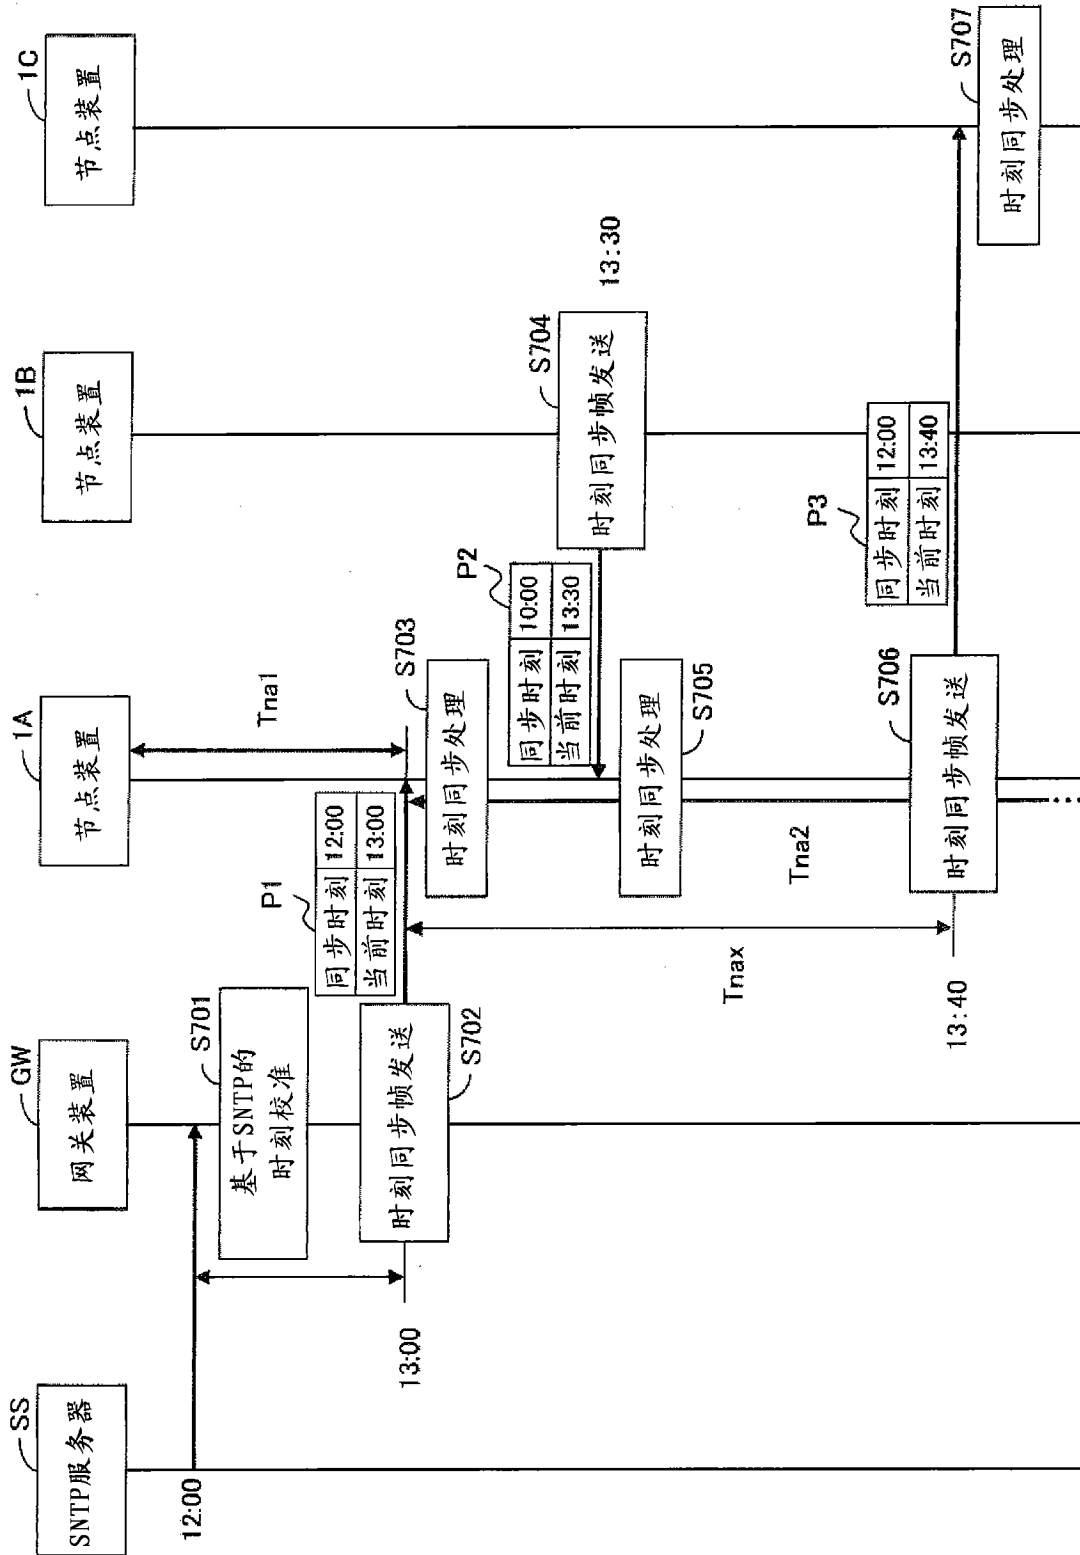 SS
SNTP服务器
GW
网关装置
1A
节点装置
1B
节点装置
1C
节点装置
12:00
S701
基于SNTP的
时刻校准
Tna1
P1
同步时刻 12:00
当前时刻 13:00
13:00
时刻同步帧发送
S702
S703
时刻同步处理
P2
同步时刻 10:00
当前时刻 13:30
S704
时刻同步帧发送
13:30
时刻同步处理
S705
Tnax
Tna2
P3
同步时刻 12:00
当前时刻 13:40
13:40
S706
时刻同步帧发送
S707
时刻同步处理